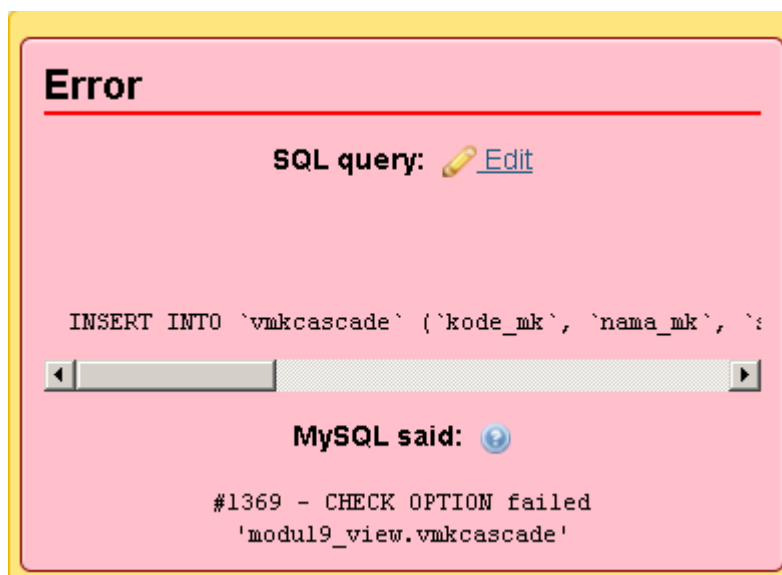 Error
SQL query: Edit
INSERT INTO `vmkcascade` (`kode_mk`, `nama_mk`, `
MySQL said:
#1369 - CHECK OPTION failed
'modul9_view.vmkcascade'